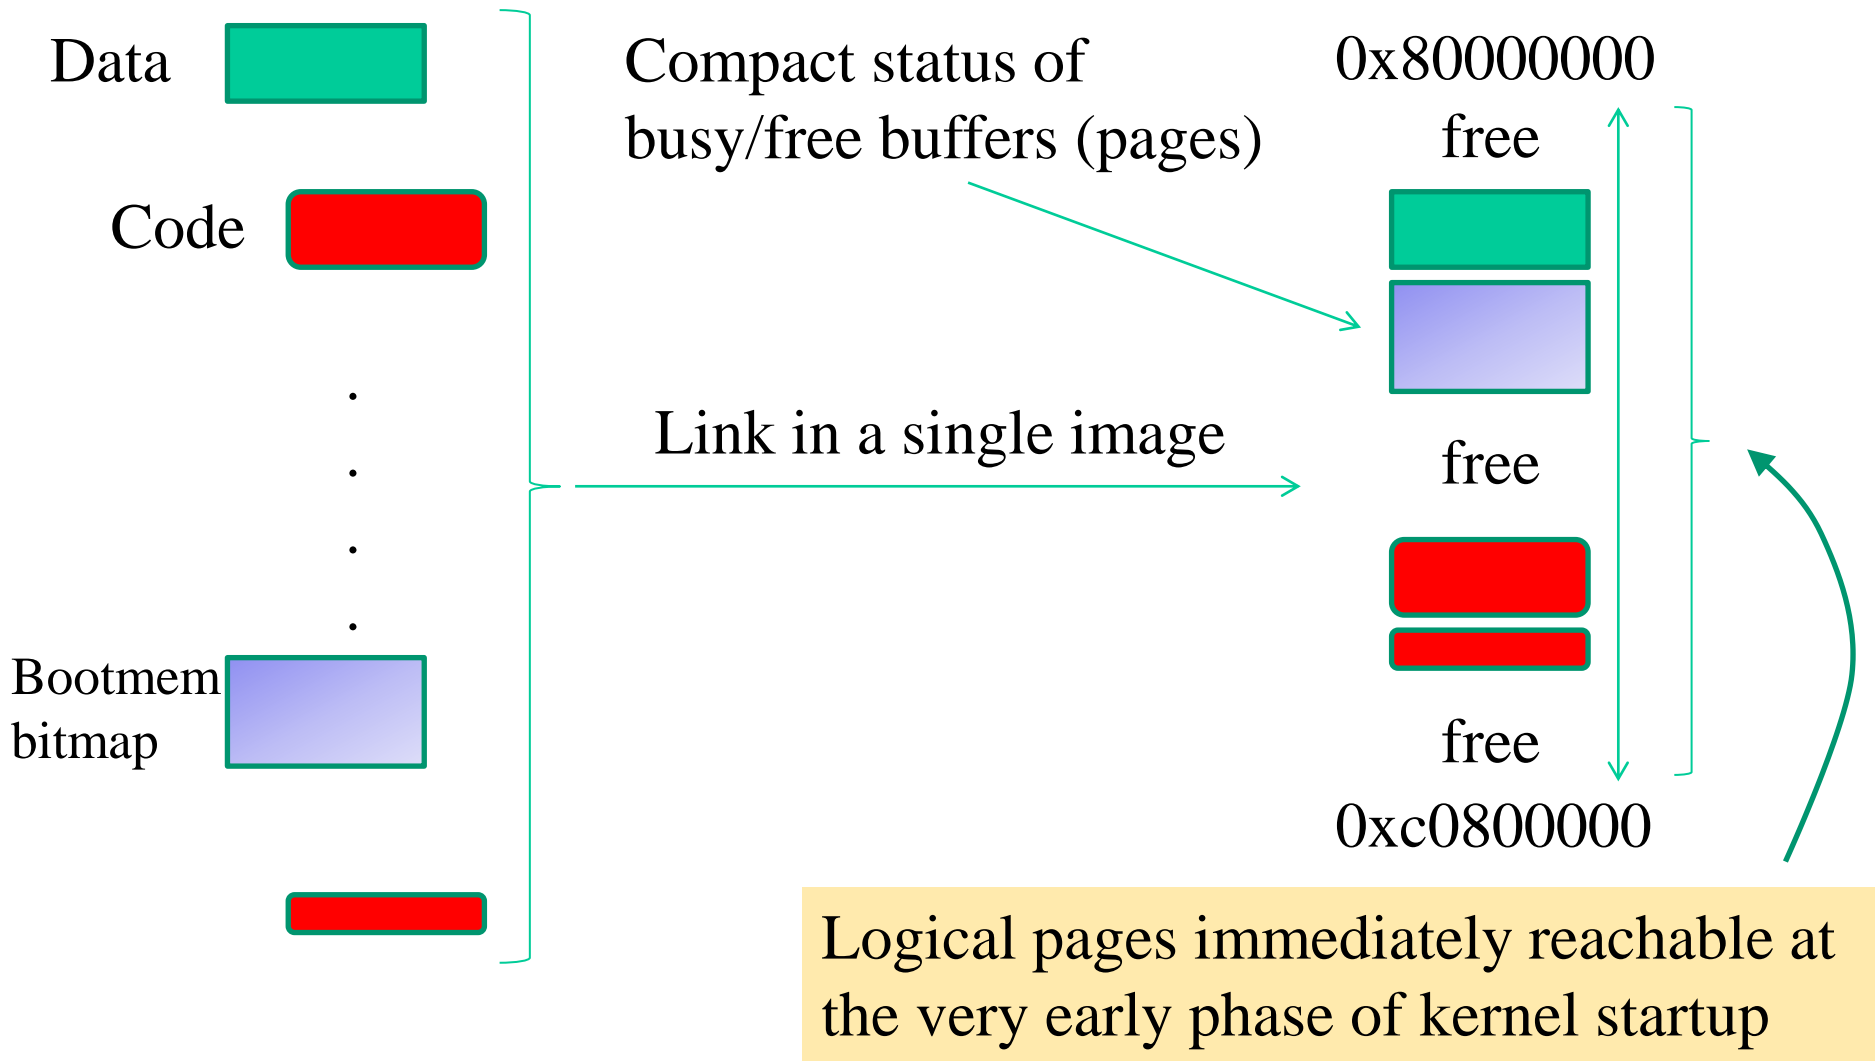 Data
Code
.
.
.
.
Bootmem
bitmap
Compact status of
busy/free buffers (pages)
Link in a single image
0x80000000
free
free
free
0xc0800000
Logical pages immediately reachable at
the very early phase of kernel startup